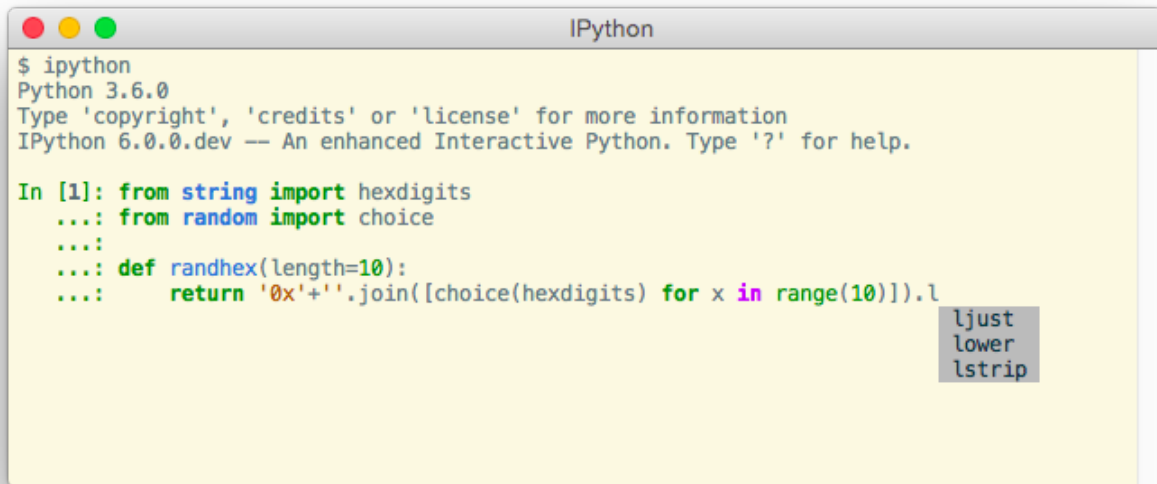 IPython
$ ipython
Python 3.6.0
Type 'copyright', 'credits' or 'license' for more information
IPython 6.0.0.dev -- An enhanced Interactive Python. Type '?' for help.
In [1]: from string import hexdigits
   ...: from random import choice
   ...:
   ...: def randhex(length=10):
   ...:     return '0x'+''.join([choice(hexdigits) for x in range(10)]).l
ljust
lower
lstrip